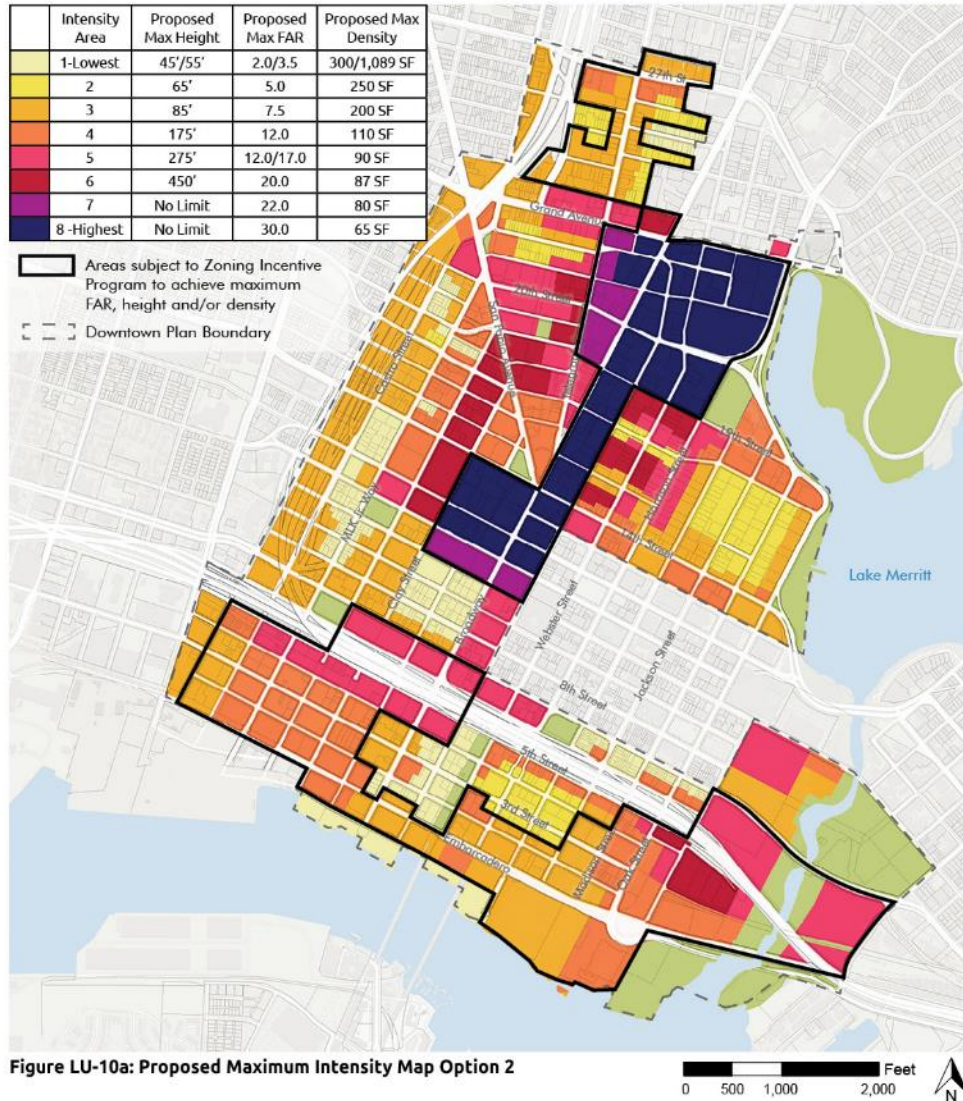 Intensity Area Proposed Max Height Proposed Max FAR Proposed Max Density
1-Lowest 45'/55' 2.0/3.5 300/1,089 SF
2 65' 5.0 250 SF
3 85' 7.5 200 SF
4 175' 12.0 110 SF
5 275' 12.0/17.0 90 SF
6 450' 20.0 87 SF
7 No Limit 22.0 80 SF
8 -Highest No Limit 30.0 65 SF
Areas subject to Zoning Incentive
Program to achieve maximum
FAR, height and/or density
Downtown Plan Boundary
27th St
Grand Avenu
20th Street
San Pablo Avenue
Castro Street
19th Street
Harrison Street
14th Street
MLK Jr. Way
Clay Street
Broadway
Webster Street
Lake Merritt
Jackson Street
8th Street
5th Street
3rd Street
Embarcadero
Madison Street
Oak Street
Figure LU-10a: Proposed Maximum Intensity Map Option 2
Feet
0 500 1,000 2,000
N